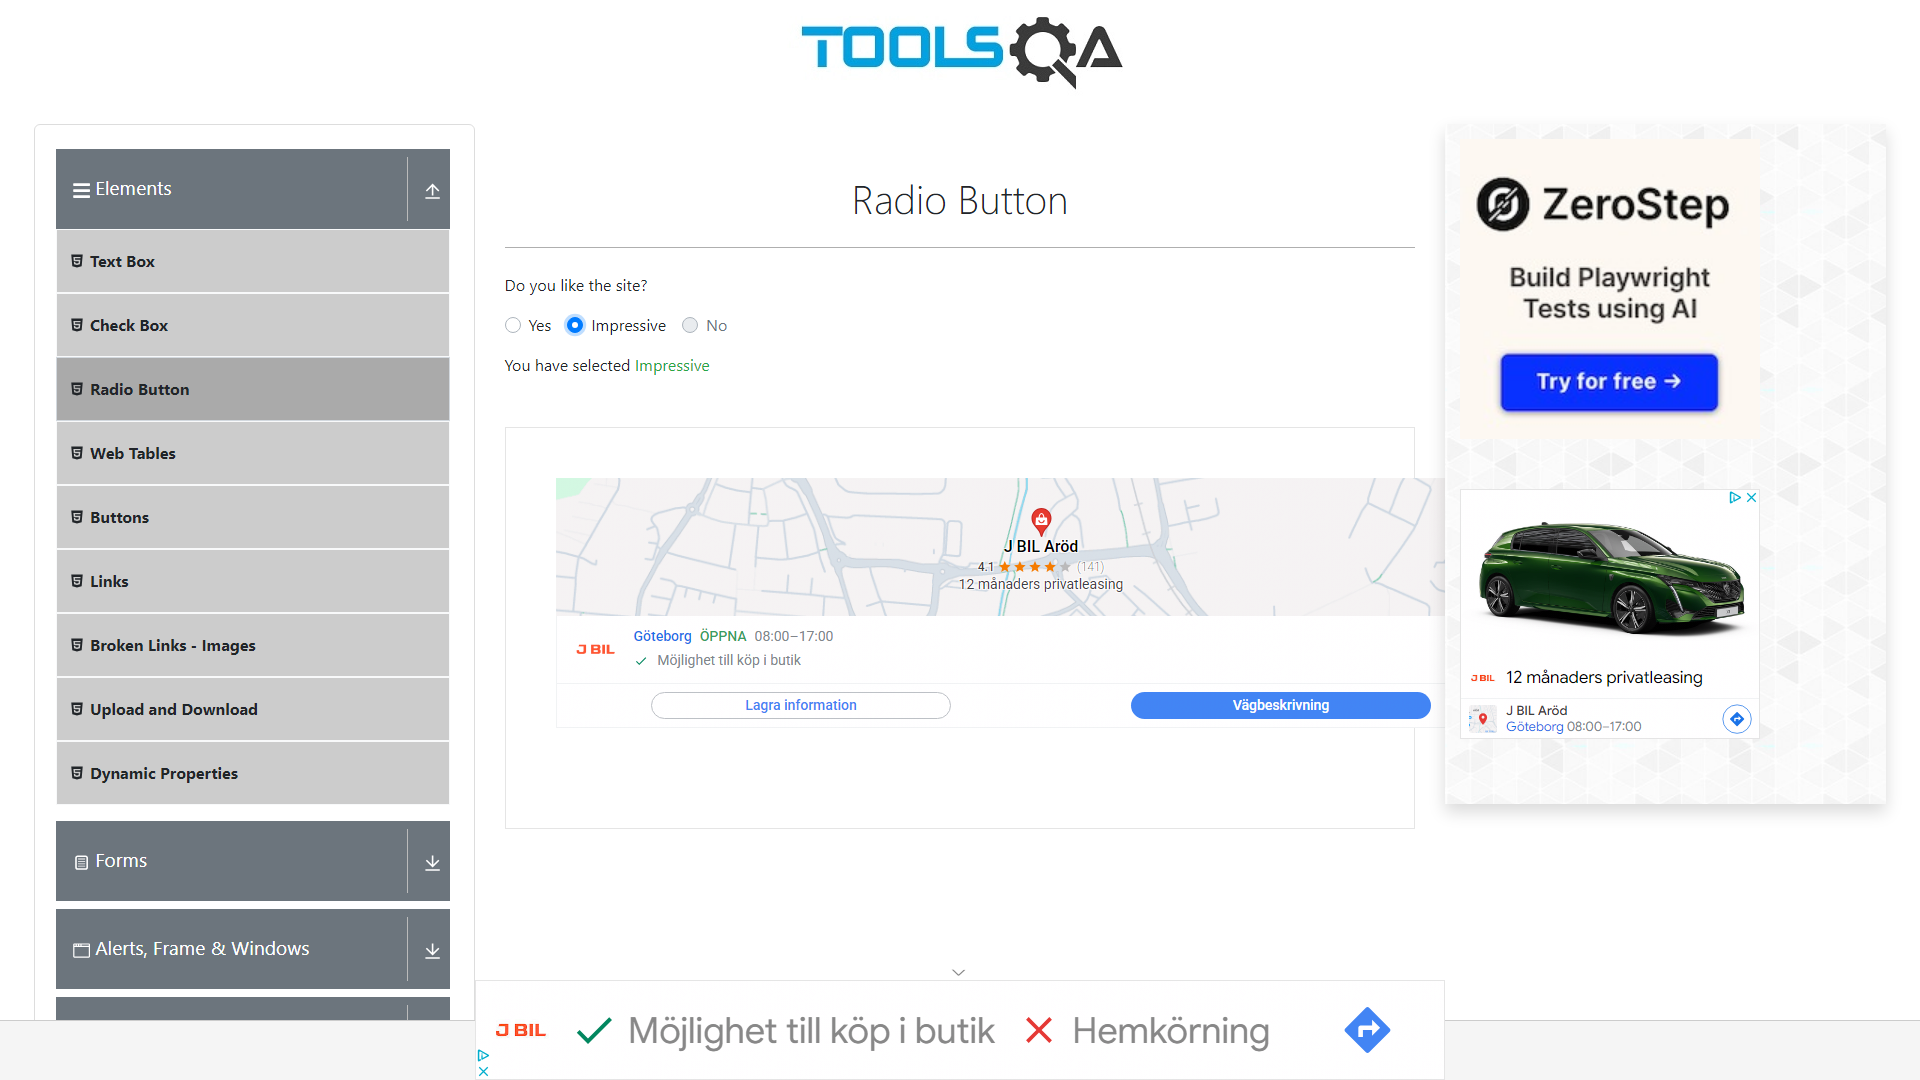 TOOLSQA
Elements
Text Box
Check Box
Radio Button
Web Tables
Buttons
Links
Broken Links - Images
Upload and Download
Dynamic Properties
Forms
Alerts, Frame & Windows
Radio Button
Do you like the site?
Yes Impressive No
You have selected Impressive
J BIL Aröd
4.1 (141)
12 månaders privatleasing
J BIL
Göteborg ÖPPNA 08:00–17:00
Möjlighet till köp i butik
Lagra information
Vägbeskrivning
ZeroStep
Build Playwright
Tests using AI
Try for free →
J BIL
12 månaders privatleasing
J BIL Aröd
Göteborg 08:00–17:00
J BIL
Möjlighet till köp i butik
Hemkörning